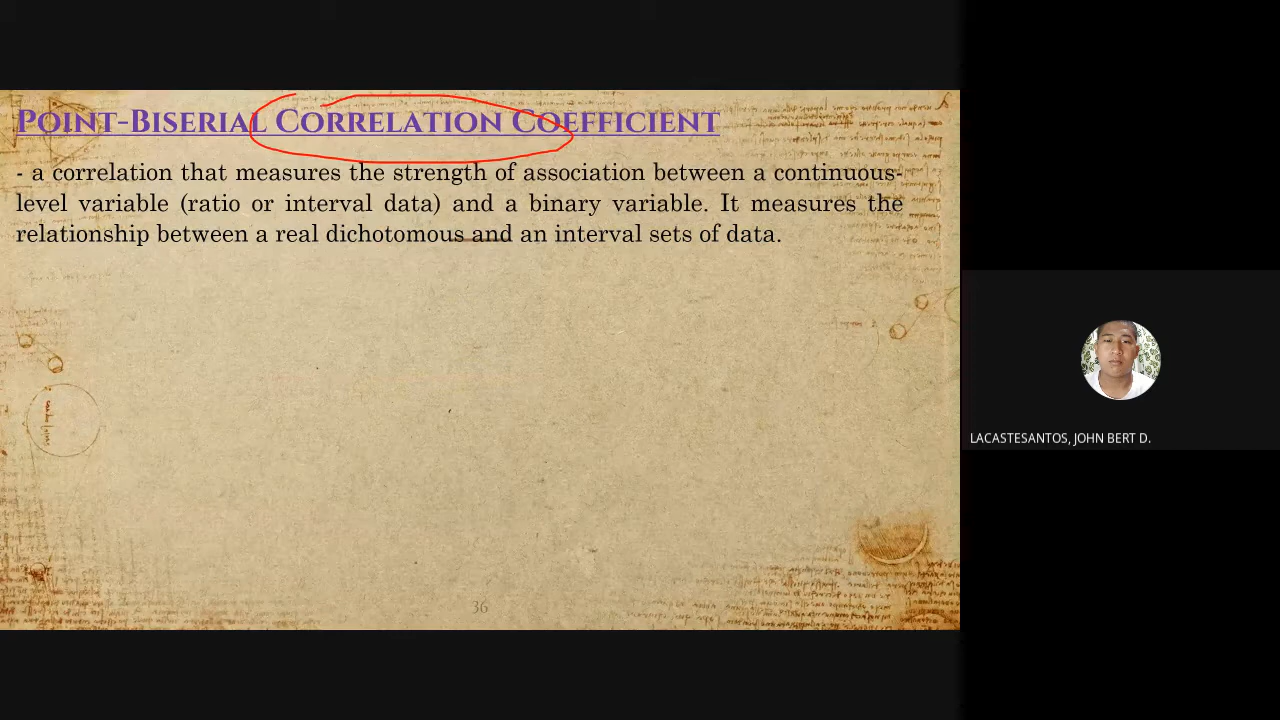 Point-Biserial Correlation Coefficient
- a correlation that measures the strength of association between a continuous-
level variable (ratio or interval data) and a binary variable. It measures the
relationship between a real dichotomous and an interval sets of data.
LACASTESANTOS, JOHN BERT D.
36